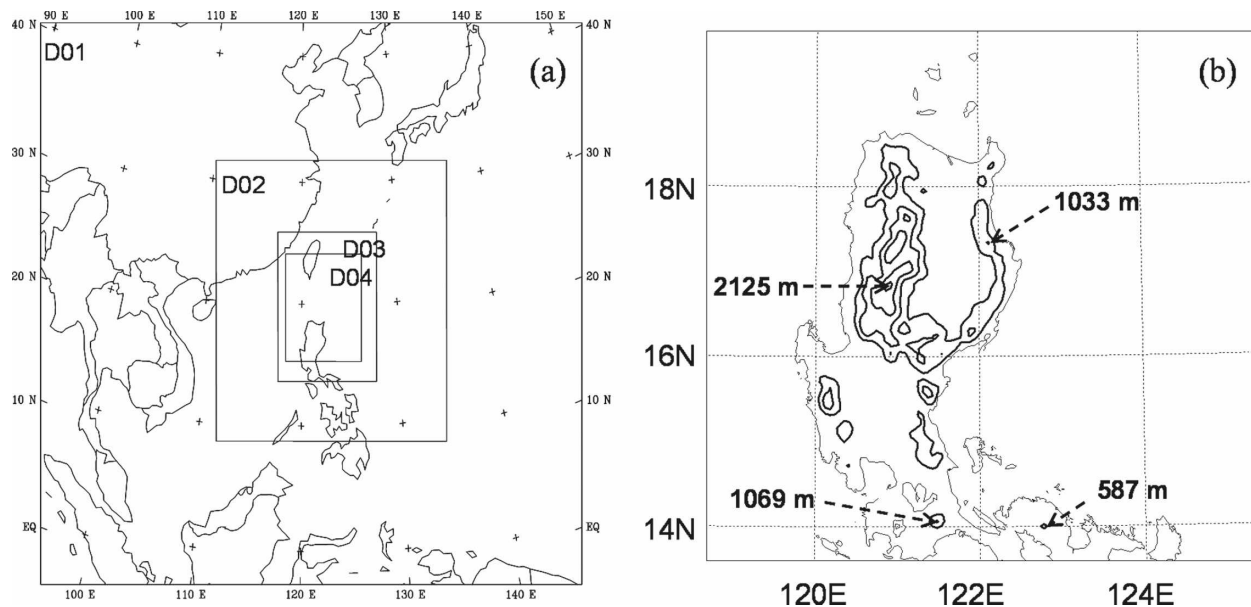 90 E 100 E 110 E 120 E 130 E 140 E 150 E
40 N 40 N
D01
(a)
30 N 30 N
D02
D03
20 N 20 N
D04
10 N 10 N
EQ EQ
100 E 110 E 120 E 130 E 140 E
(b)
18N
1033 m
2125 m
16N
1069 m
587 m
14N
120E 122E 124E